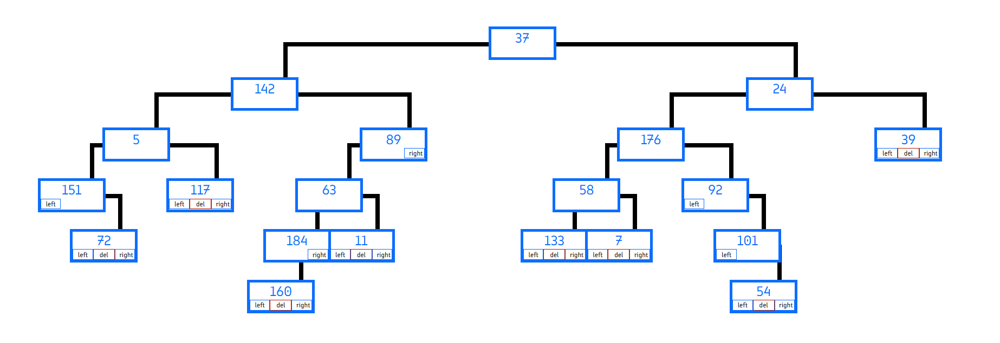 37
142
24
5
89
right
176
39
left del right
151
left
117
left del right
63
58
92
left
72
left del right
184
right
11
left del right
133
left del right
7
left del right
101
left
160
left del right
54
left del right